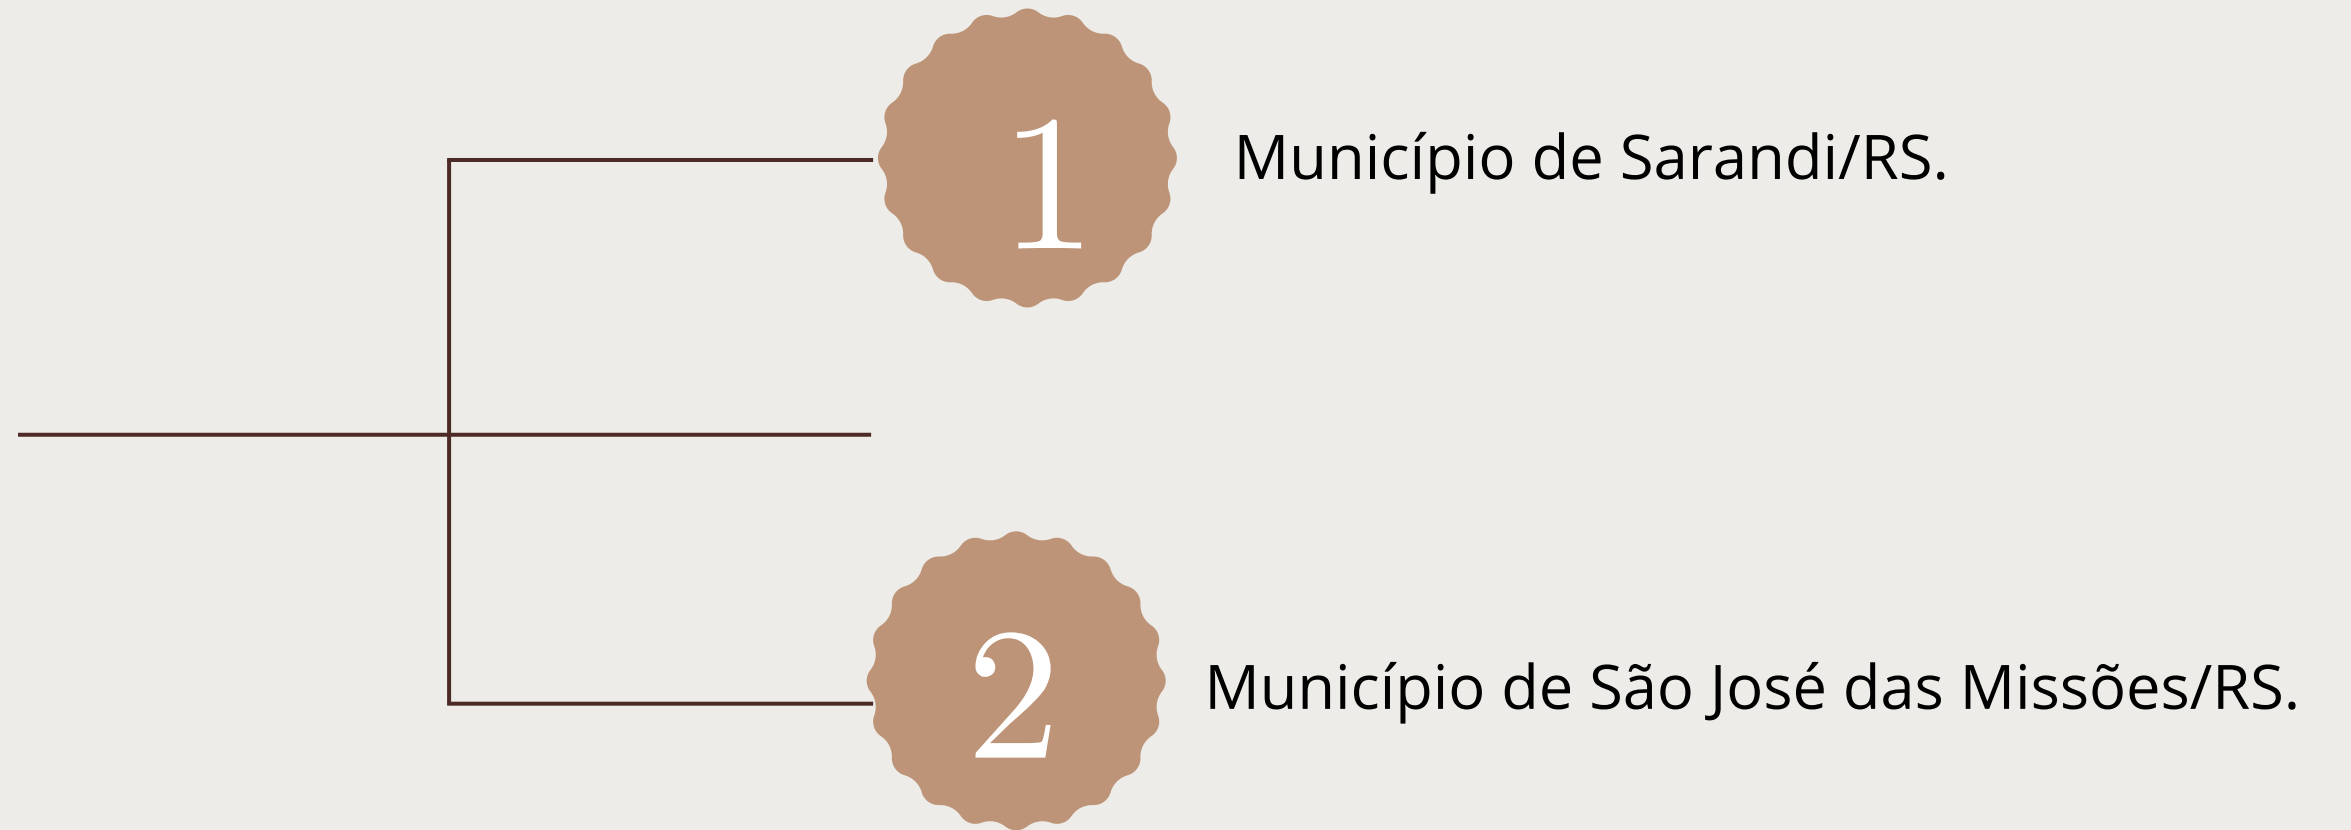 1
Município de Sarandi/RS.
2
Município de São José das Missões/RS.